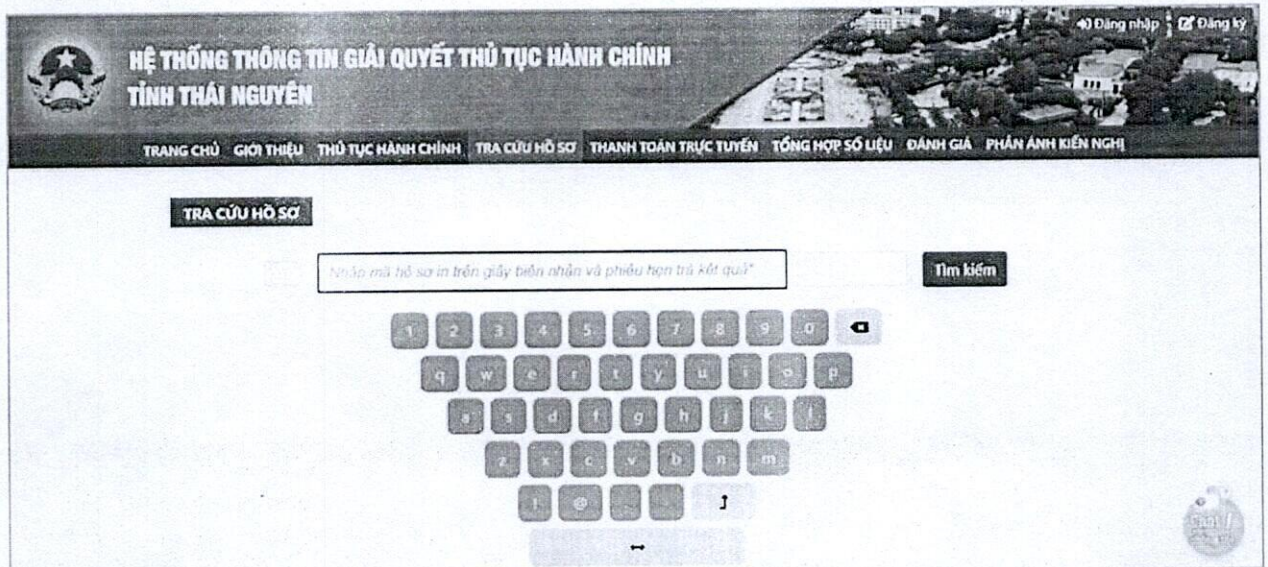 Đăng nhập Đăng ký
HỆ THỐNG THÔNG TIN GIẢI QUYẾT THỦ TỤC HÀNH CHÍNH
TỈNH THÁI NGUYÊN
TRANG CHỦ GIỚI THIỆU THỦ TỤC HÀNH CHÍNH TRA CỨU HỒ SƠ THANH TOÁN TRỰC TUYẾN TỔNG HỢP SỐ LIỆU ĐÁNH GIÁ PHẢN ÁNH KIẾN NGHỊ
TRA CỨU HỒ SƠ
Nhập mã hồ sơ in trên giấy biên nhận và phiếu hẹn trả kết quả* Tìm kiếm
1 2 3 4 5 6 7 8 9 0
q w e r t y u i o p
a s d f g h j k l
z x c v b n m
! @ _
Chat